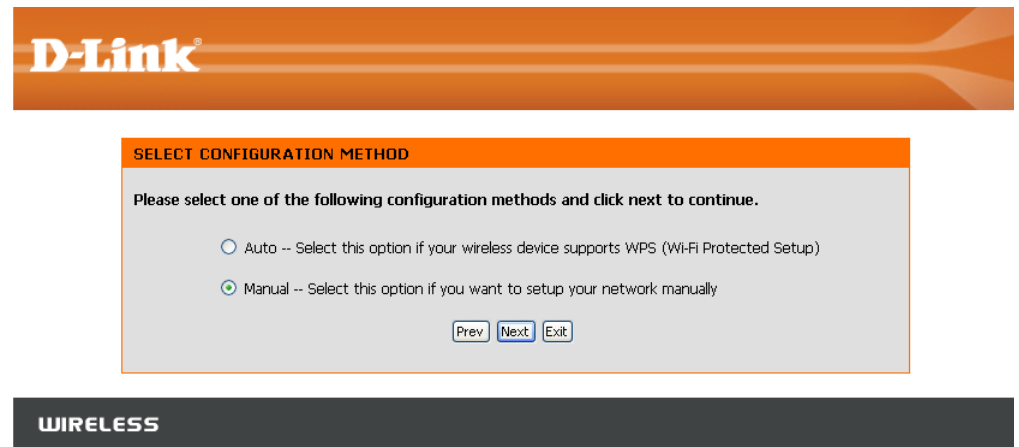 D-Link®
SELECT CONFIGURATION METHOD
Please select one of the following configuration methods and click next to continue.
Auto -- Select this option if your wireless device supports WPS (Wi-Fi Protected Setup)
Manual -- Select this option if you want to setup your network manually
Prev Next Exit
WIRELESS